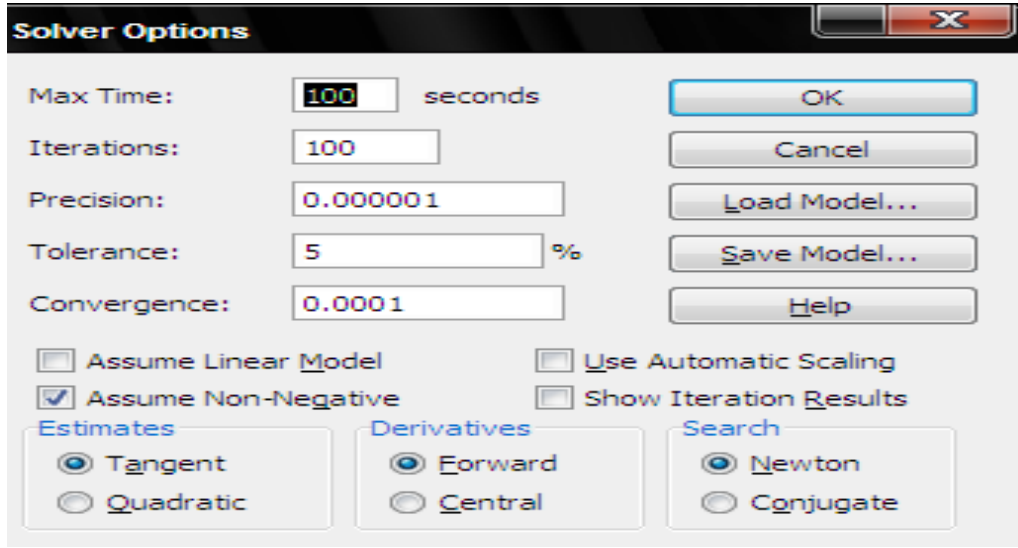 Solver Options
Max Time: 100 seconds OK
Iterations: 100 Cancel
Precision: 0.000001 Load Model...
Tolerance: 5 % Save Model...
Convergence: 0.0001 Help
Assume Linear Model Use Automatic Scaling
Assume Non-Negative Show Iteration Results
Estimates Derivatives Search
Tangent Forward Newton
Quadratic Central Conjugate